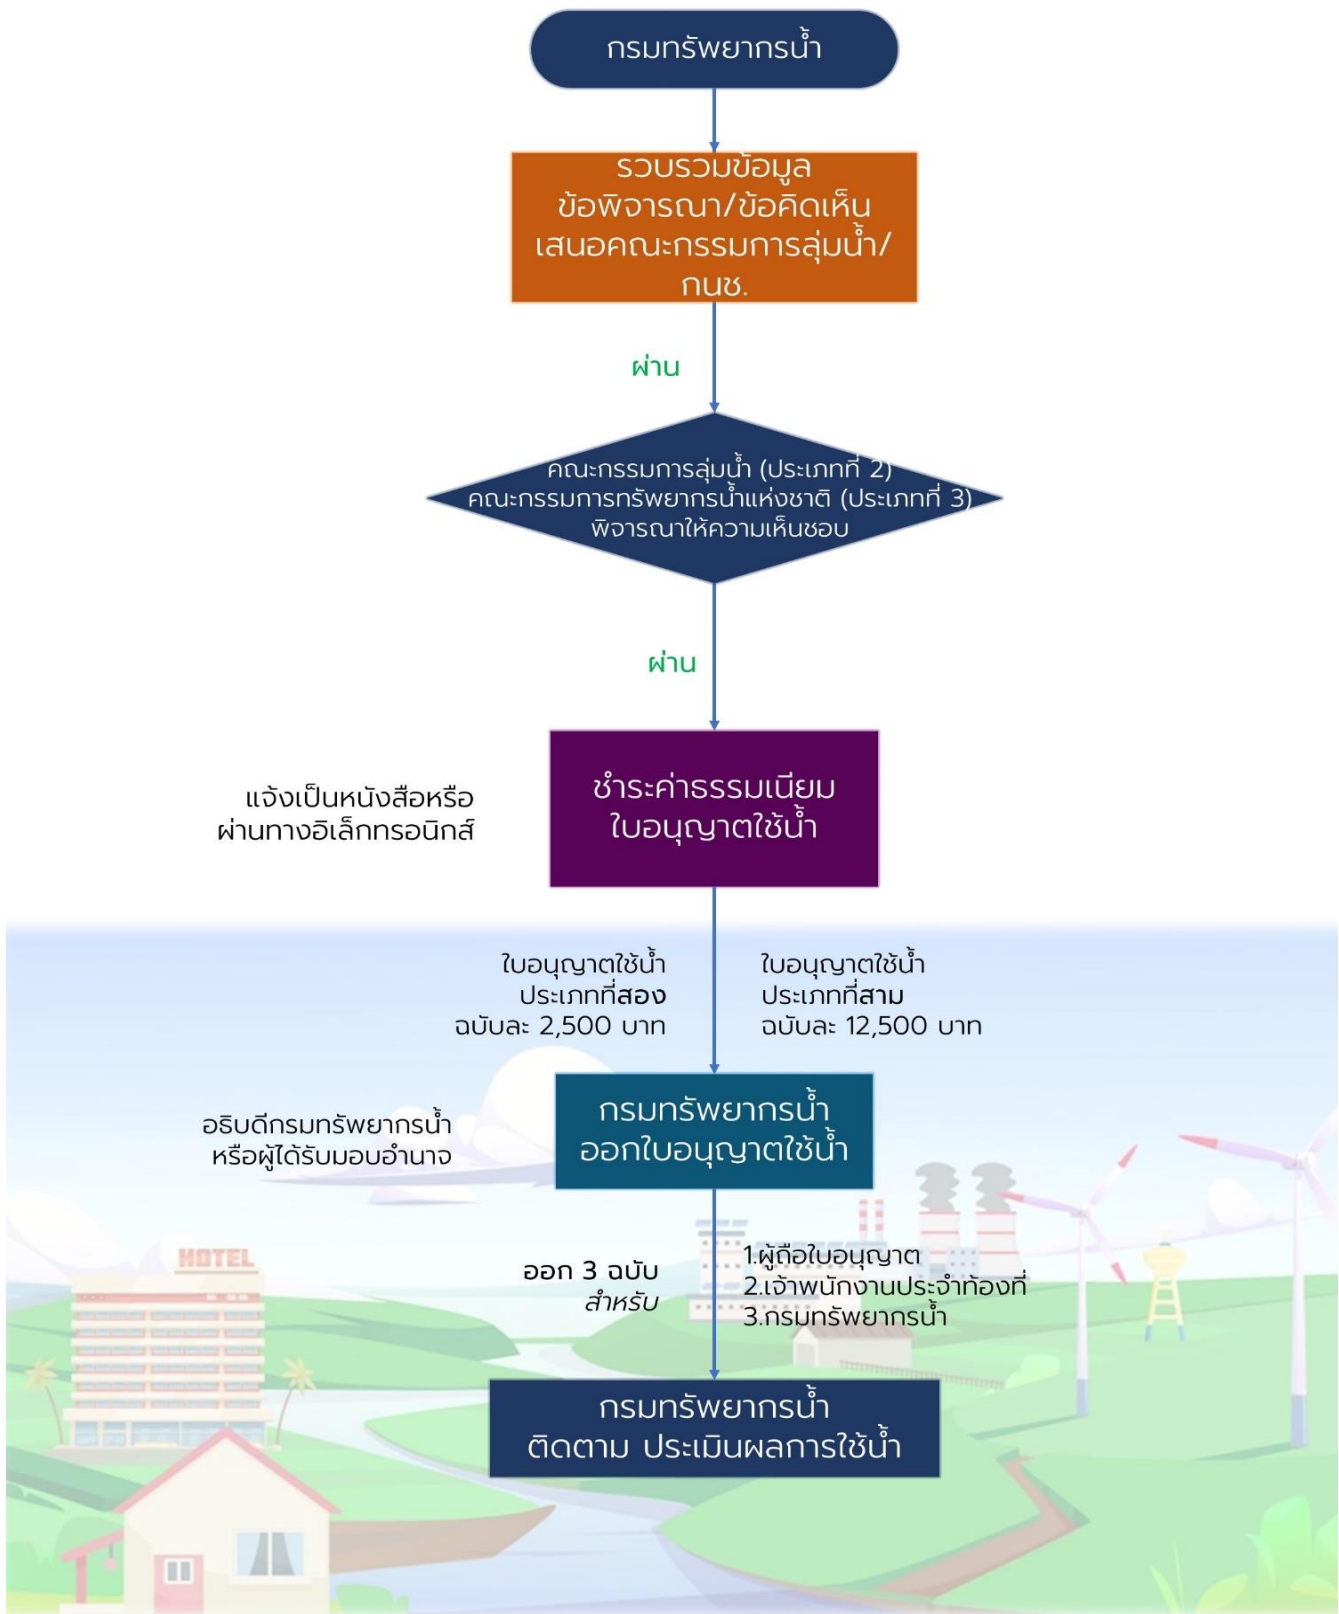 กรมทรัพยากรน้ำ
รวบรวมข้อมูล
ข้อพิจารณา/ข้อคิดเห็น
เสนอคณะกรรมการลุ่มน้ำ/
กนช.
ผ่าน
คณะกรรมการลุ่มน้ำ (ประเภทที่ 2)
คณะกรรมการทรัพยากรน้ำแห่งชาติ (ประเภทที่ 3)
พิจารณาให้ความเห็นชอบ
ผ่าน
แจ้งเป็นหนังสือหรือ
ผ่านทางอิเล็กทรอนิกส์
ชำระค่าธรรมเนียม
ใบอนุญาตใช้น้ำ
ใบอนุญาตใช้น้ำ
ประเภทที่สอง
ฉบับละ 2,500 บาท
ใบอนุญาตใช้น้ำ
ประเภทที่สาม
ฉบับละ 12,500 บาท
อธิบดีกรมทรัพยากรน้ำ
หรือผู้ได้รับมอบอำนาจ
กรมทรัพยากรน้ำ
ออกใบอนุญาตใช้น้ำ
ออก 3 ฉบับ
สำหรับ
1.ผู้ถือใบอนุญาต
2.เจ้าพนักงานประจำท้องที่
3.กรมทรัพยากรน้ำ
HOTEL
กรมทรัพยากรน้ำ
ติดตาม ประเมินผลการใช้น้ำ